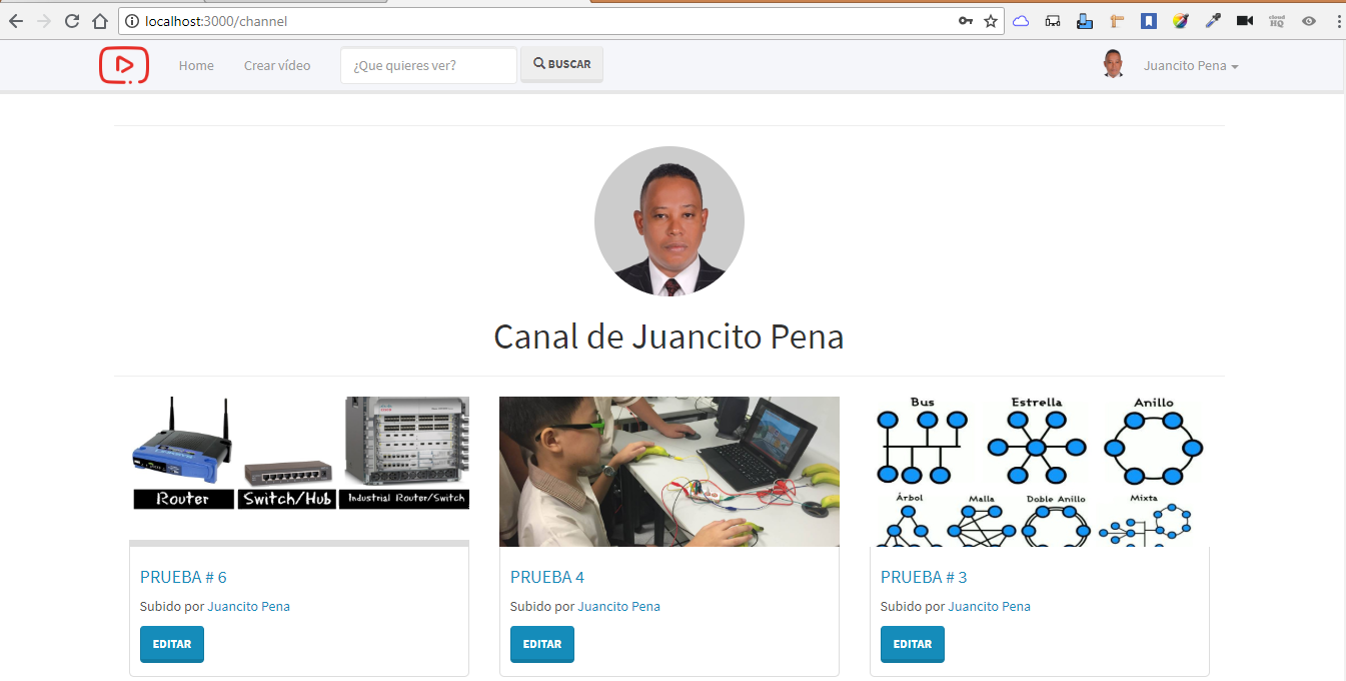 localhost:3000/channel
Home
Crear vídeo
¿Que quieres ver?
BUSCAR
Juancito Pena
Canal de Juancito Pena
Router
Switch/Hub
Industrial Router/Switch
Bus
Estrella
Anillo
Árbol
Malla
Doble Anillo
Mixta
PRUEBA # 6
PRUEBA 4
PRUEBA # 3
Subido por Juancito Pena
Subido por Juancito Pena
Subido por Juancito Pena
EDITAR
EDITAR
EDITAR